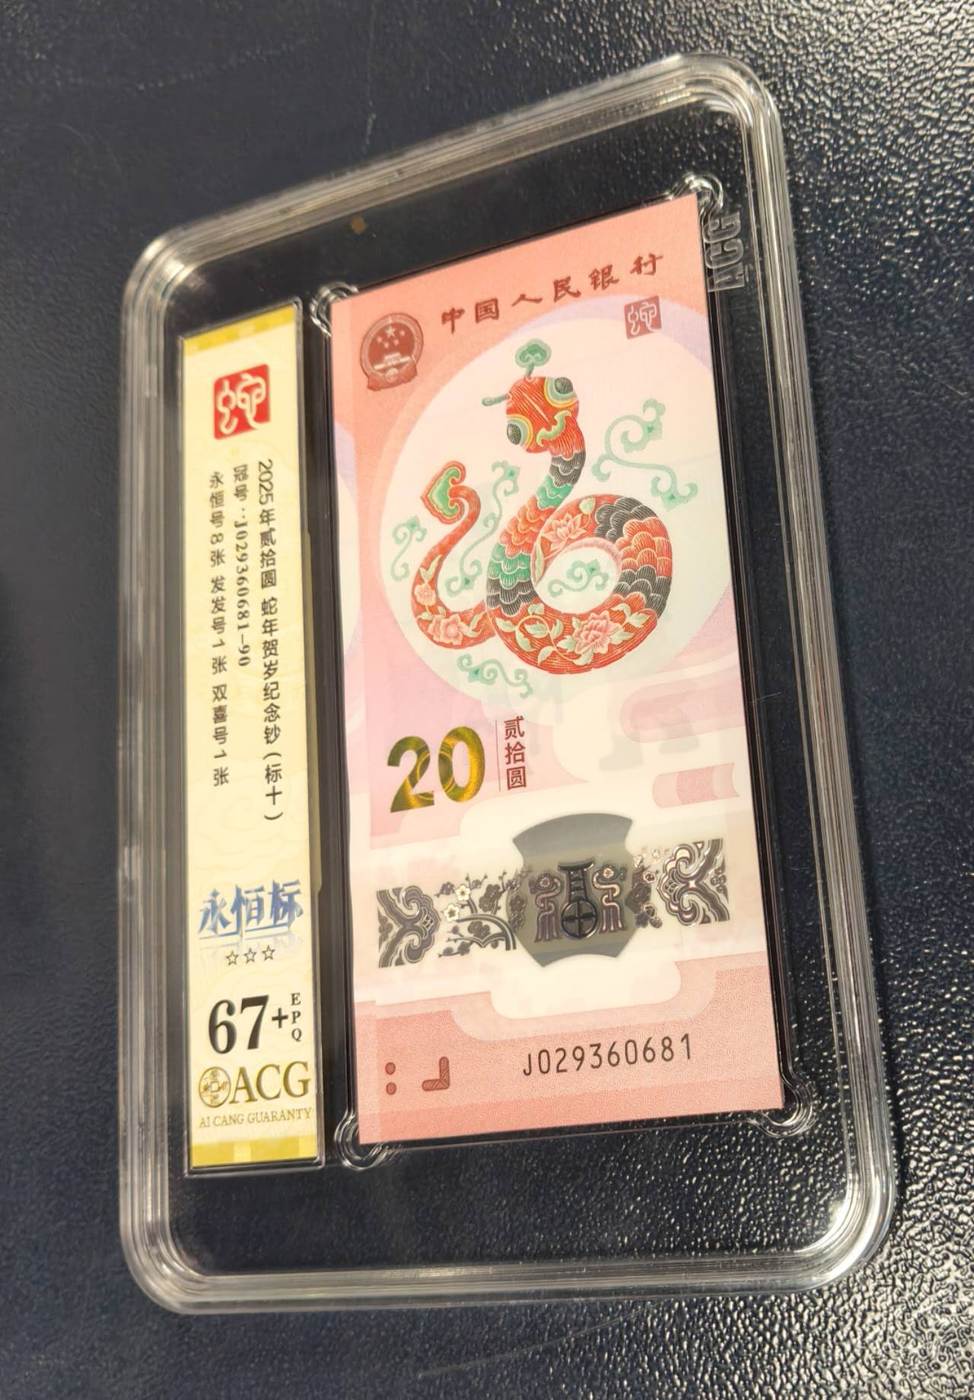 蛇
2025年贰拾圆 蛇年贺岁纪念钞(标十)
冠号:J029360681-90
永恒号8张 发发号1张 双喜号1张
永恒标
☆☆☆
67+
EPQ
ACG
AI CANG GUARANTY
中国人民银行
蛇
20
贰拾圆
J029360681
ACG